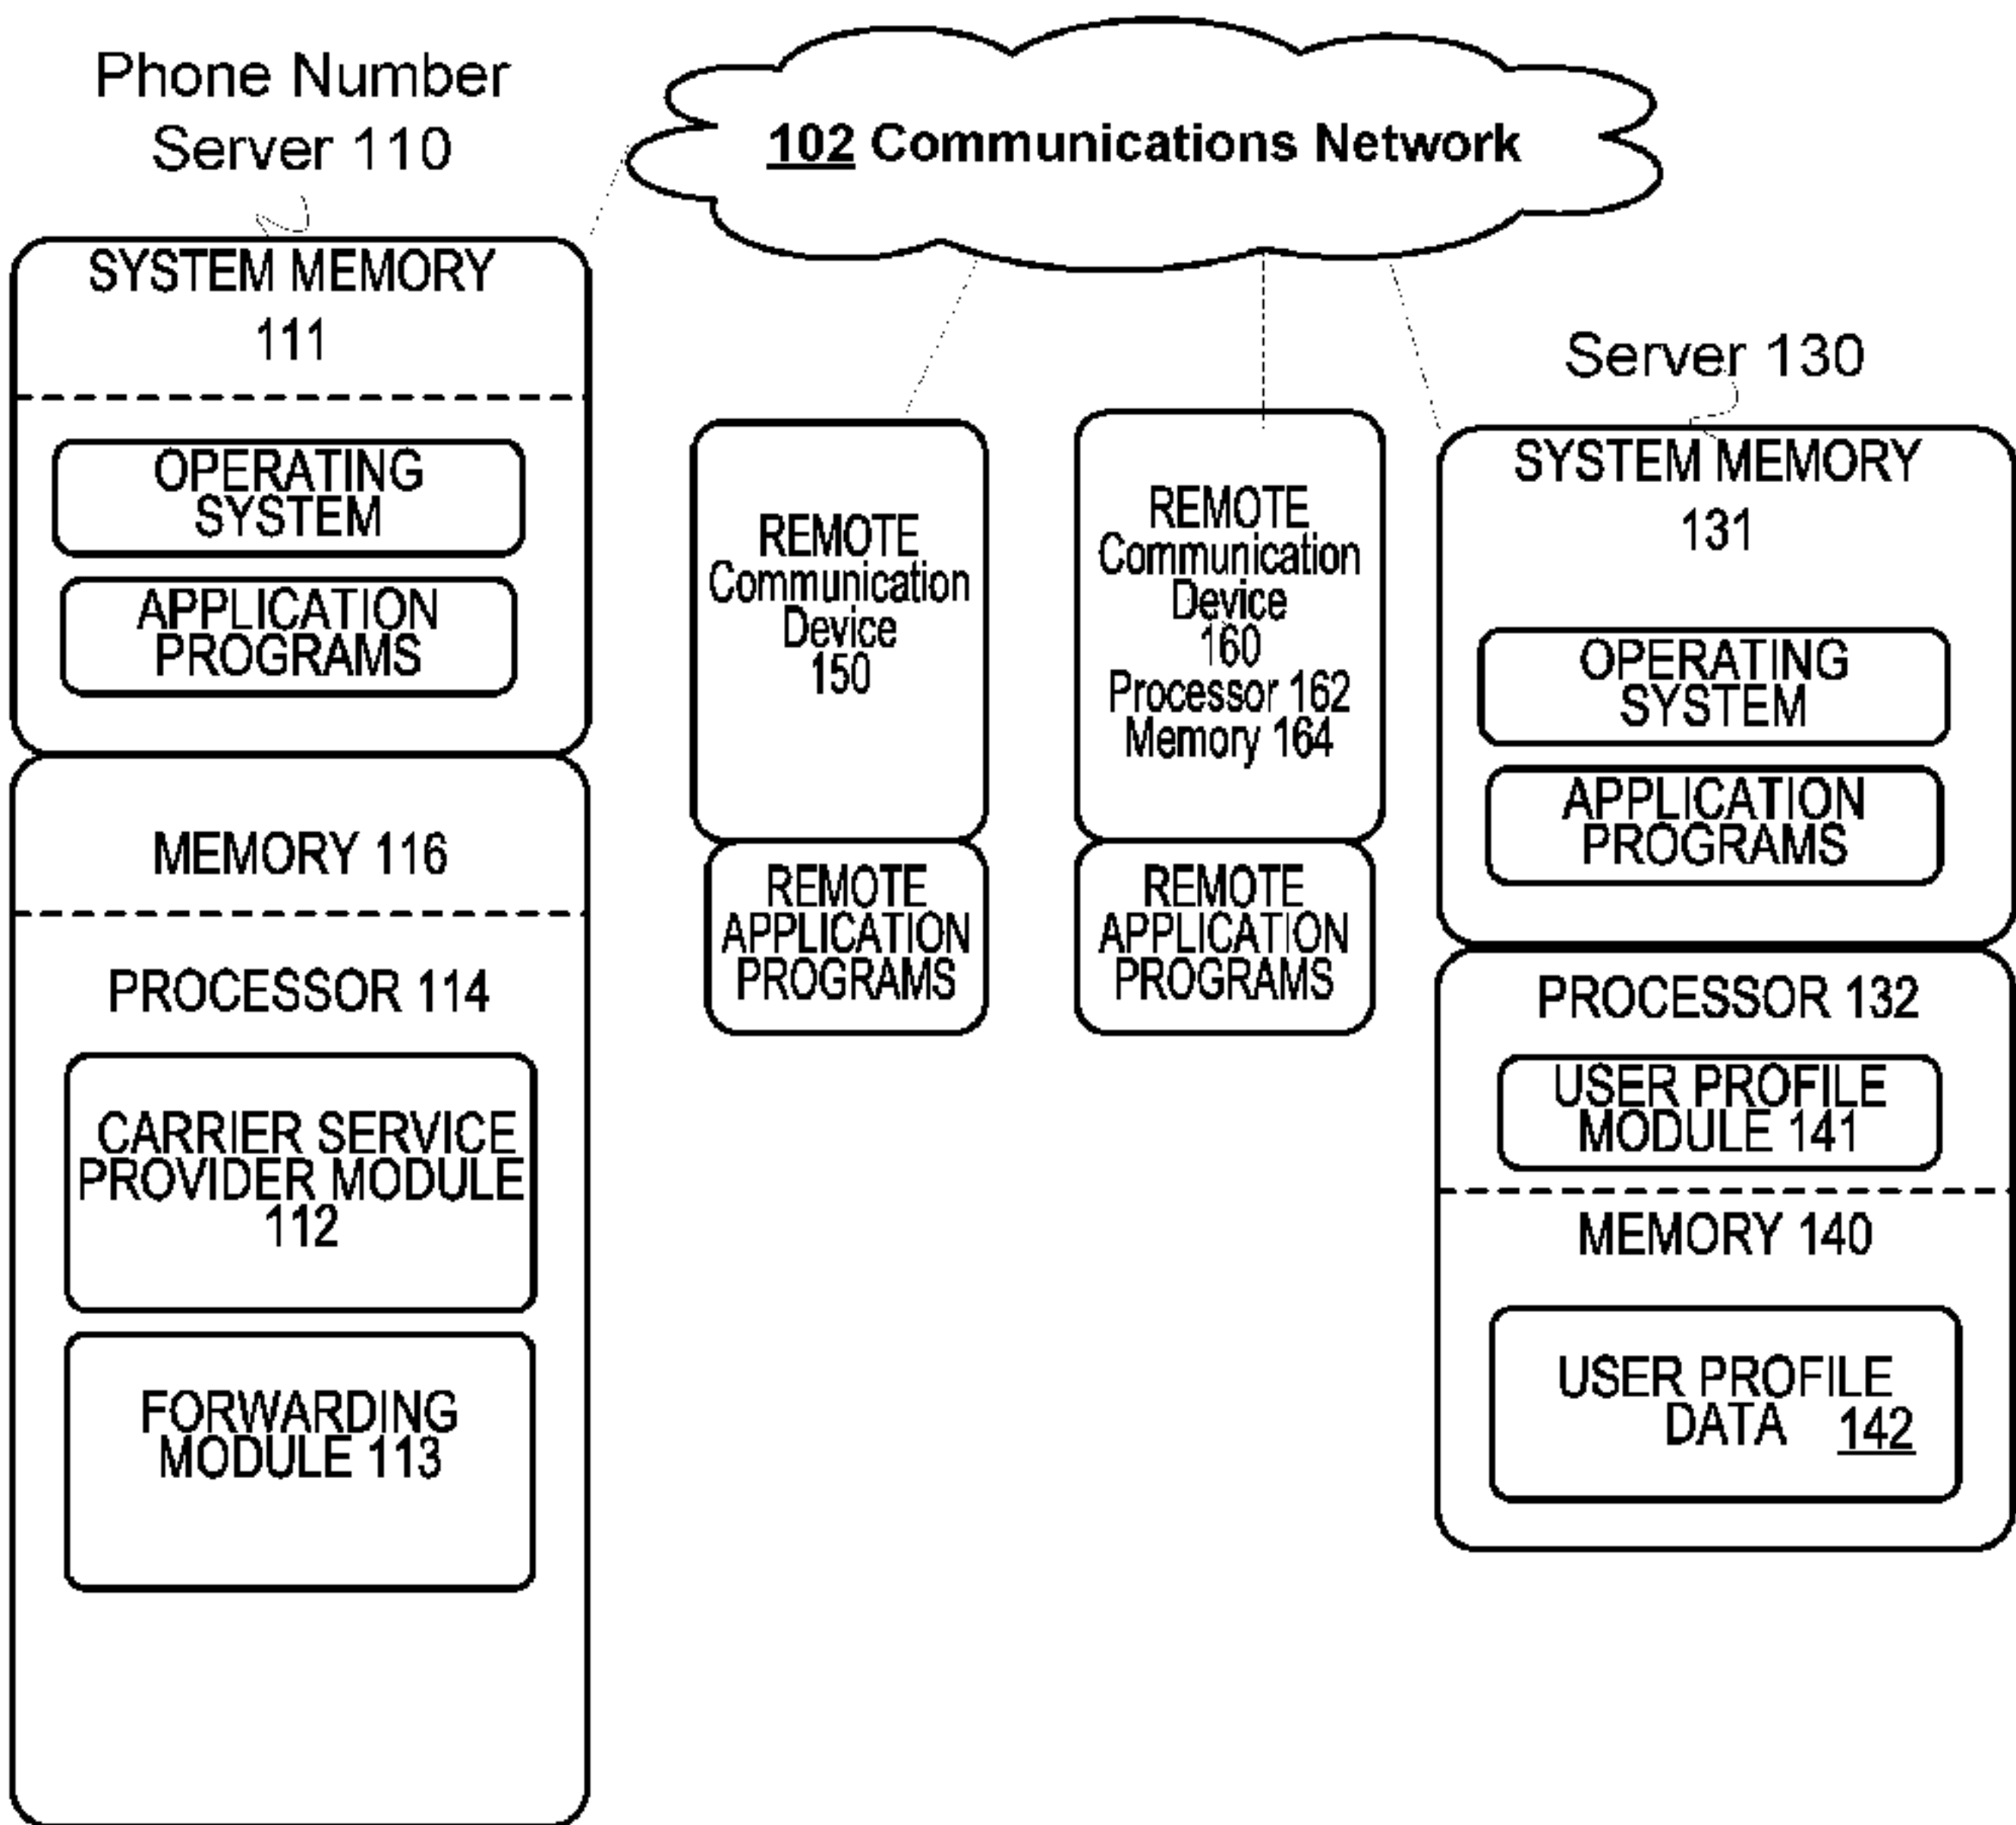 Phone Number
Server 110
102 Communications Network
SYSTEM MEMORY
111
OPERATING
SYSTEM
APPLICATION
PROGRAMS
MEMORY 116
PROCESSOR 114
CARRIER SERVICE
PROVIDER MODULE
112
FORWARDING
MODULE 113
REMOTE
Communication
Device
150
REMOTE
APPLICATION
PROGRAMS
REMOTE
Communication
Device
160
Processor 162
Memory 164
REMOTE
APPLICATION
PROGRAMS
Server 130
SYSTEM MEMORY
131
OPERATING
SYSTEM
APPLICATION
PROGRAMS
PROCESSOR 132
USER PROFILE
MODULE 141
MEMORY 140
USER PROFILE
DATA 142